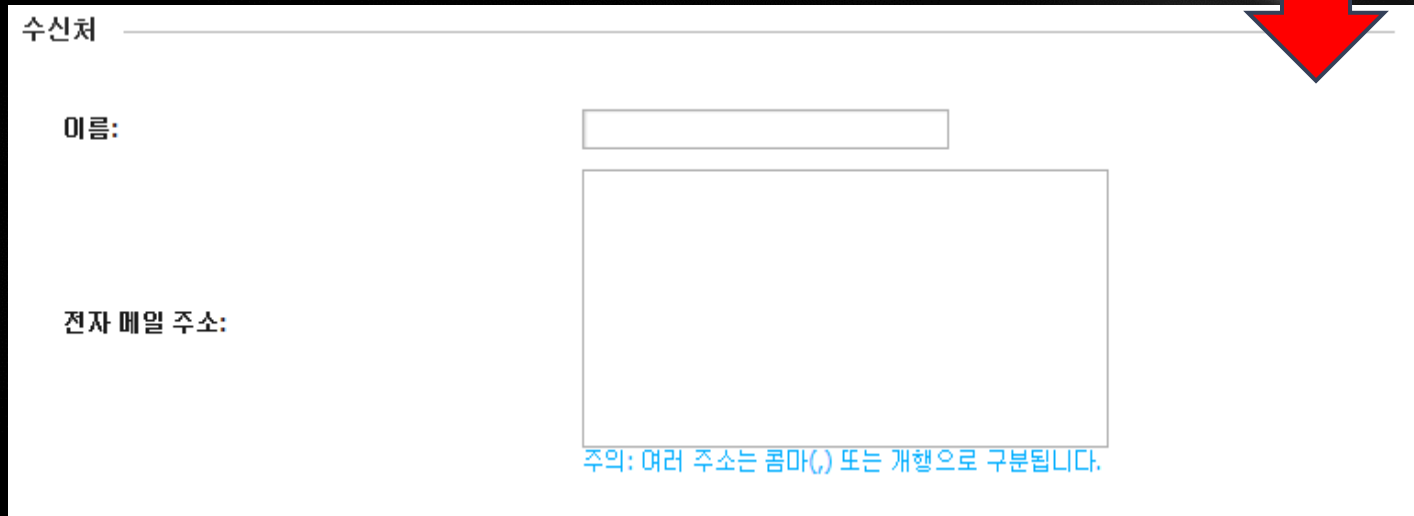 수신처
이름:
전자 메일 주소:
주의: 여러 주소는 콤마(,) 또는 개행으로 구분됩니다.